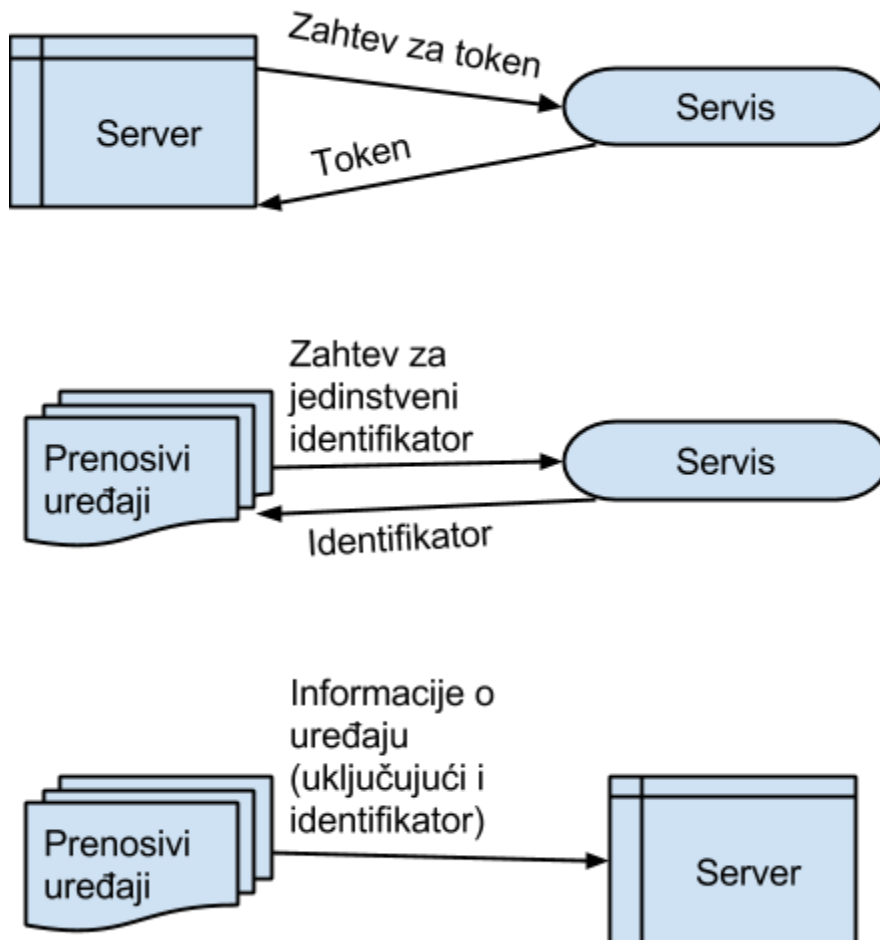 Zahtev za token
Server
Servis
Token
Zahtev za
jedinstveni
identifikator
Prenosivi
uređaji
Servis
Identifikator
Informacije o
uređaju
(uključujući i
identifikator)
Prenosivi
uređaji
Server